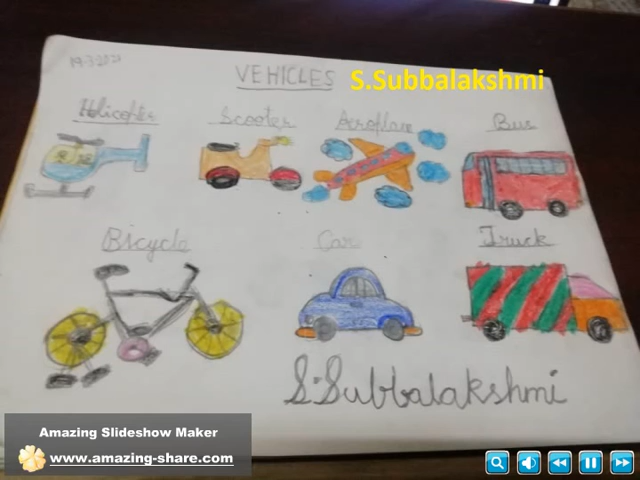 19-3-2021
VEHICLES S.Subbalakshmi
Helicopter Scooter Aeroplane Bus
Bicycle Car Truck
S.Subbalakshmi
Amazing Slideshow Maker
www.amazing-share.com